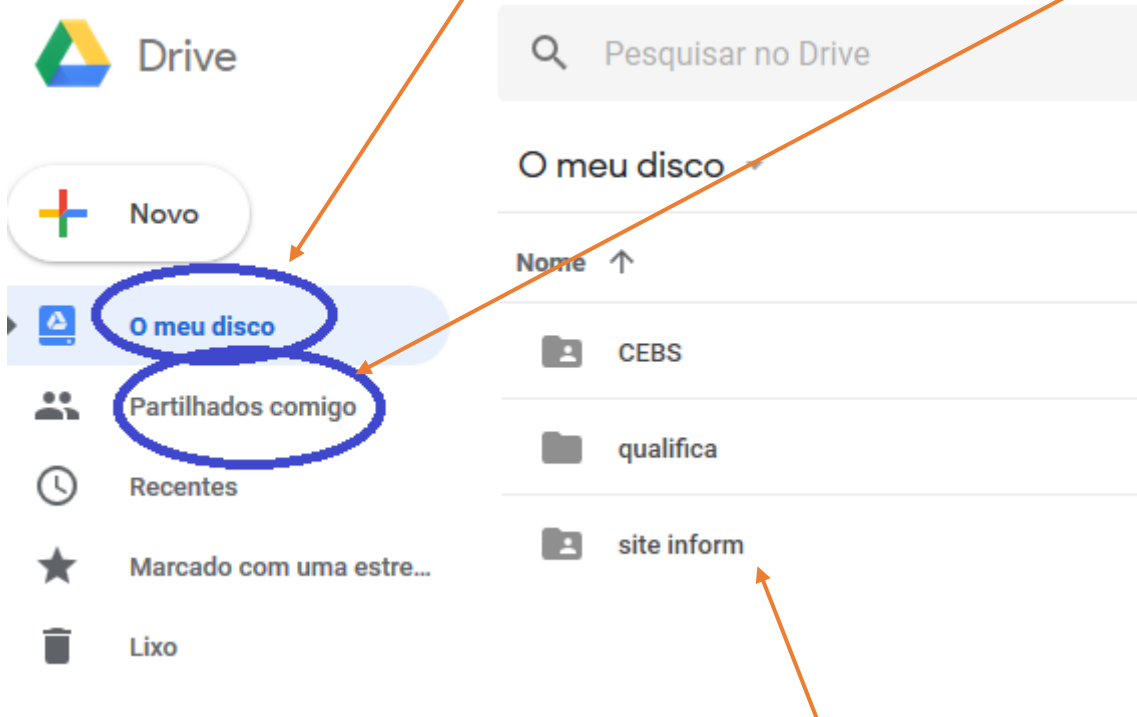 Drive
Pesquisar no Drive
O meu disco
Novo
Nome
O meu disco
CEBS
Partilhados comigo
qualifica
Recentes
site inform
Marcado com uma estre...
Lixo